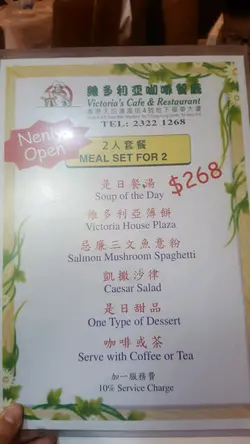 維多利亞咖啡餐廳
Victoria's Cafe & Restaurant
TEL: 2322 1268
Open
2人套餐
MEAL SET FOR 2
是日餐湯
$268
Soup of the Day
維多利亞薄餅
Victoria House Plaza
忌廉三文魚意粉
Salmon Mushroom Spaghetti
凱撒沙律
Caesar Salad
是日甜品
One Type of Dessert
咖啡或茶
Serve with Coffee or Tea
加一服務費
10% Service Charge